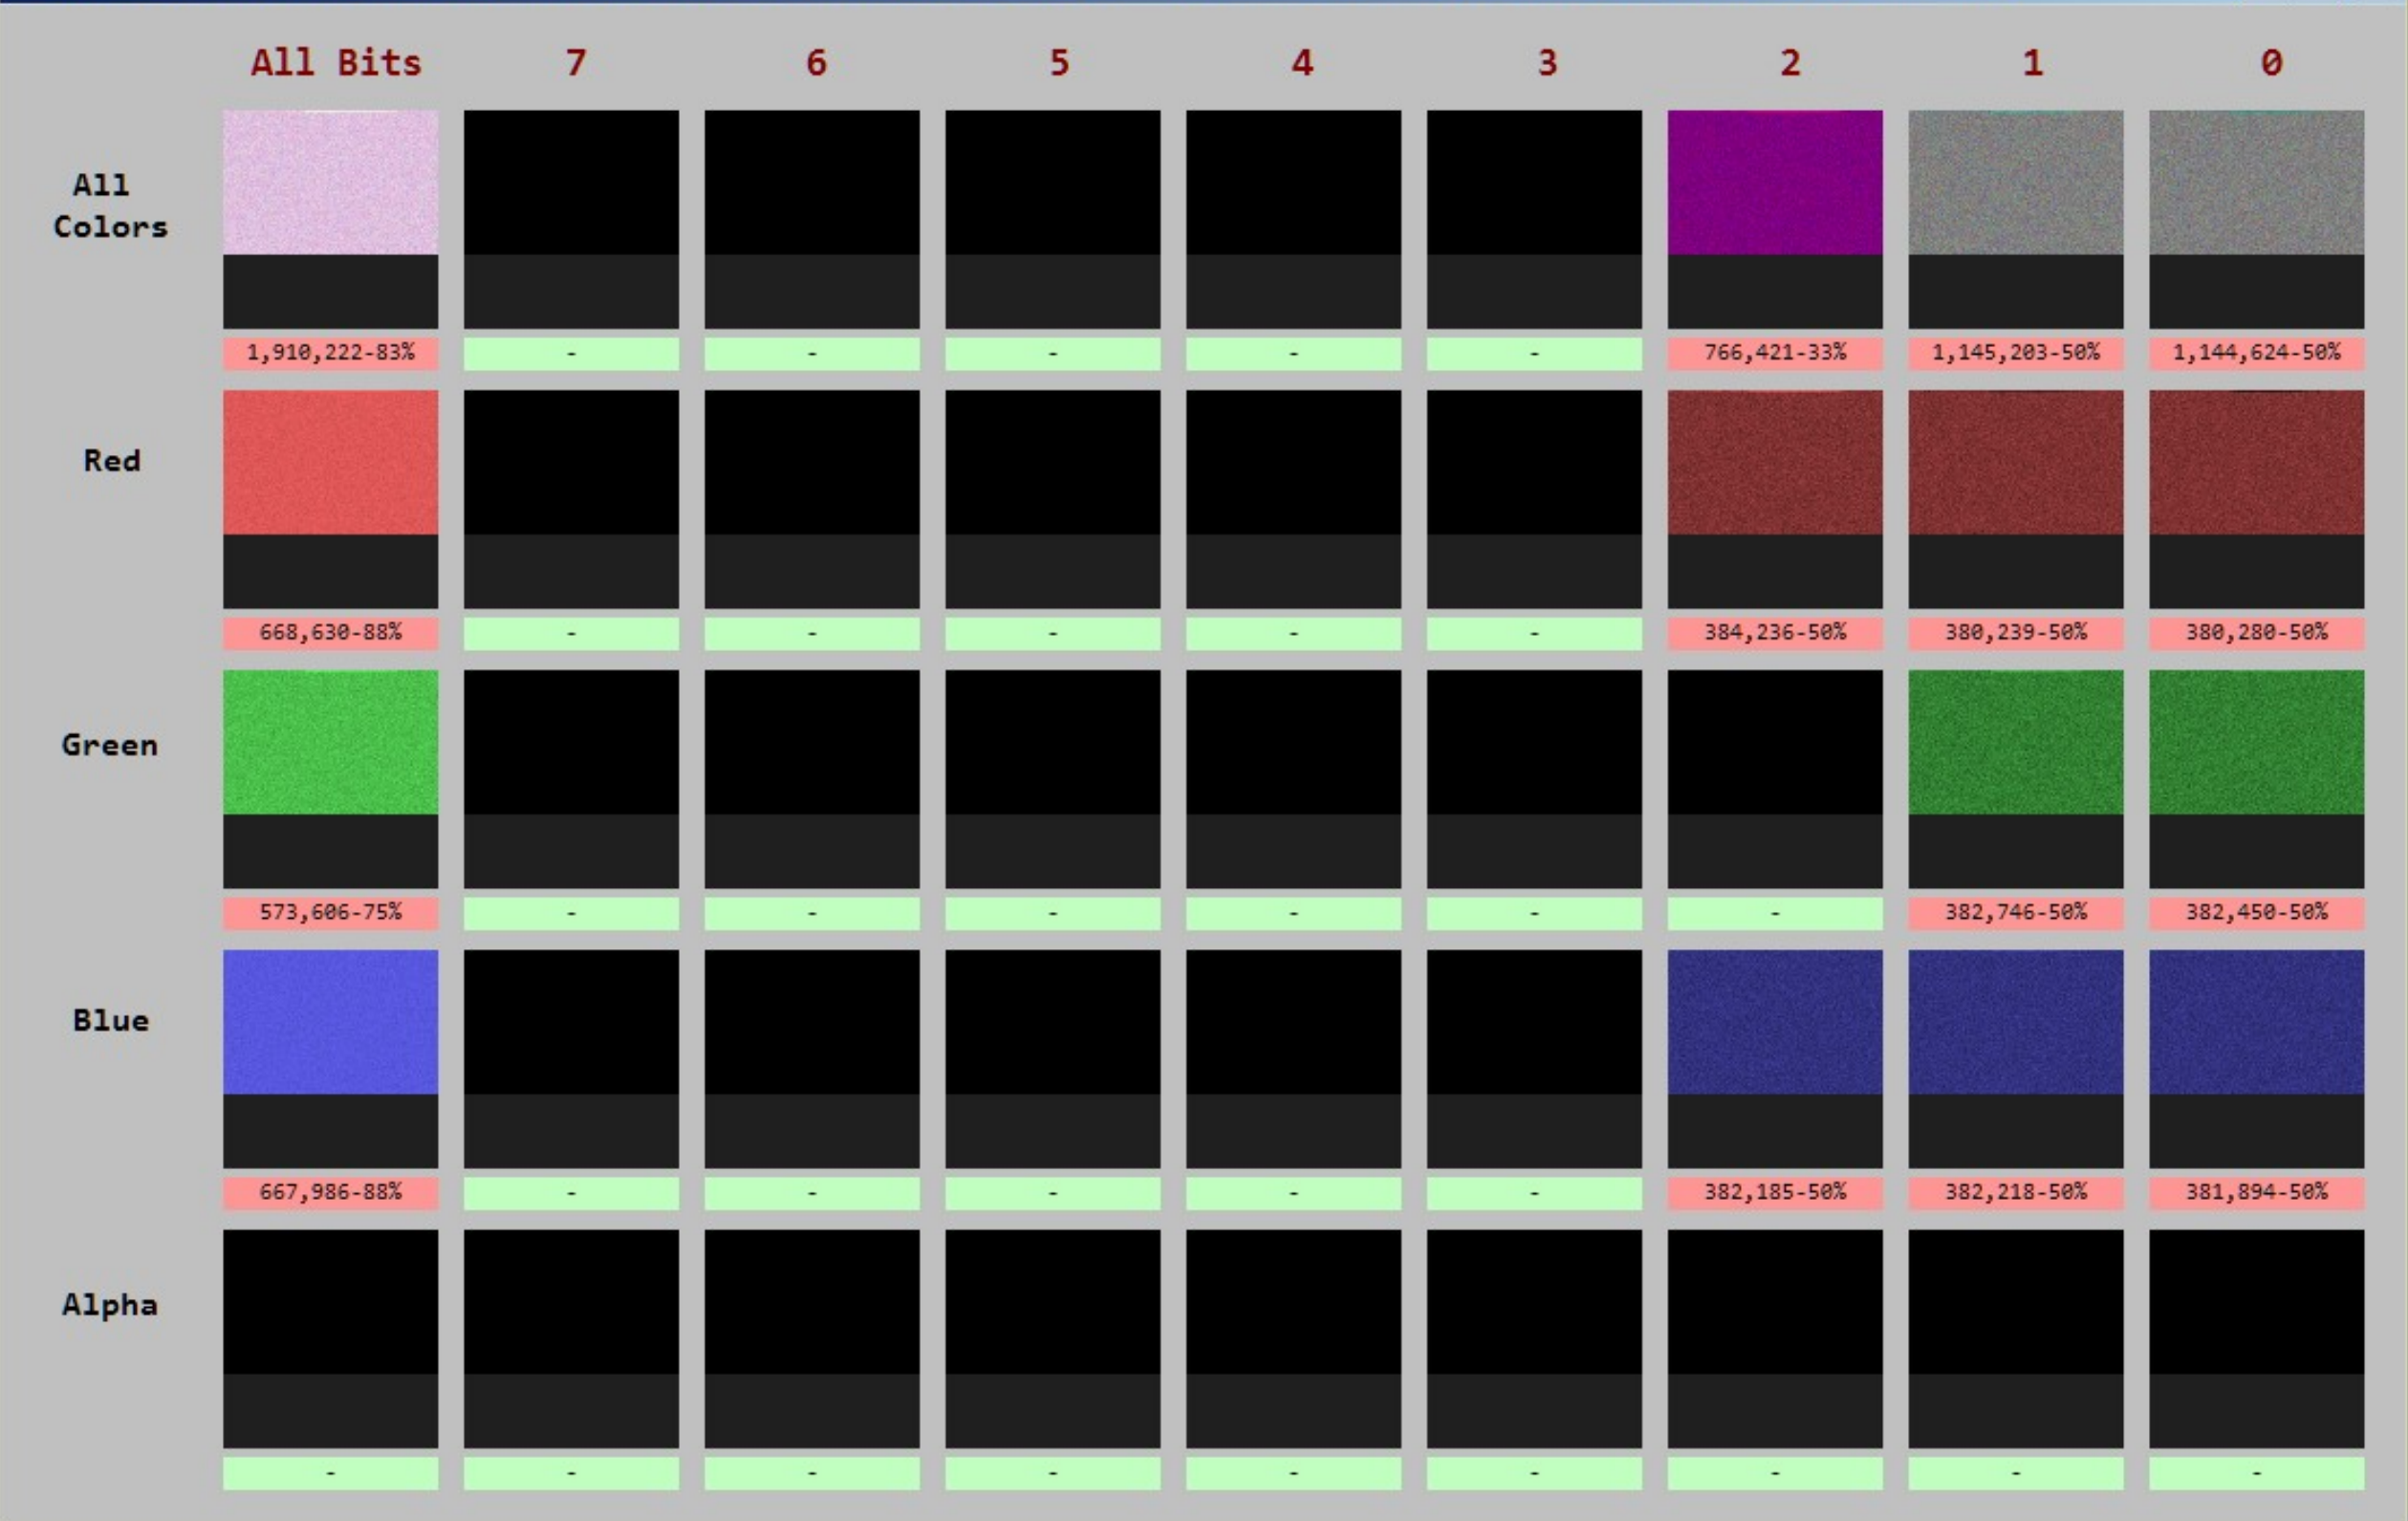 All Bits 7 6 5 4 3 2 1 0
All
Colors
1,910,222-83% - - - - - 766,421-33% 1,145,203-50% 1,144,624-50%
Red
668,630-88% - - - - - 384,236-50% 380,239-50% 380,280-50%
Green
573,606-75% - - - - - - 382,746-50% 382,450-50%
Blue
667,986-88% - - - - - 382,185-50% 382,218-50% 381,894-50%
Alpha
- - - - - - - - -